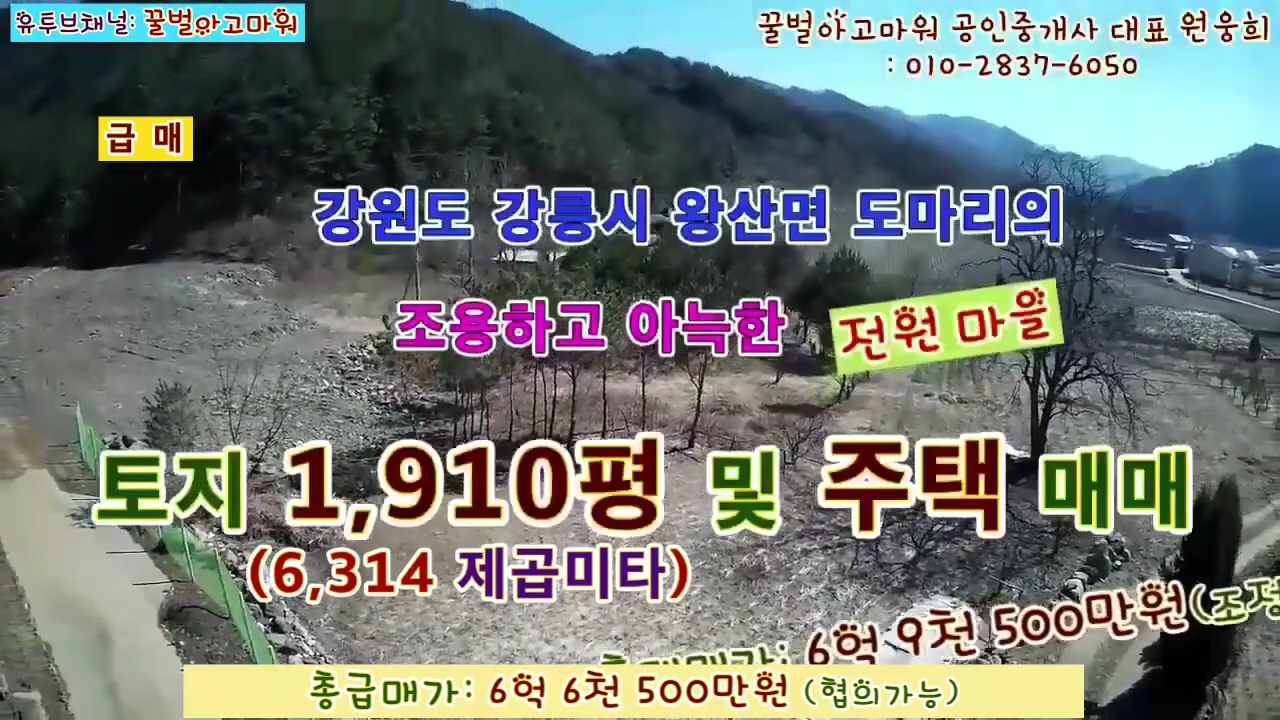 유투브채널: 꿀벌아고마워
꿀벌아고마워 공인중개사 대표 원웅희
: 010-2837-6050
급 매
강원도 강릉시 왕산면 도마리의
조용하고 아늑한 전원 마을
토지 1,910평 및 주택 매매
(6,314 제곱미타)
6억 9천 500만원
총급매가: 6억 6천 500만원 (협희가능)